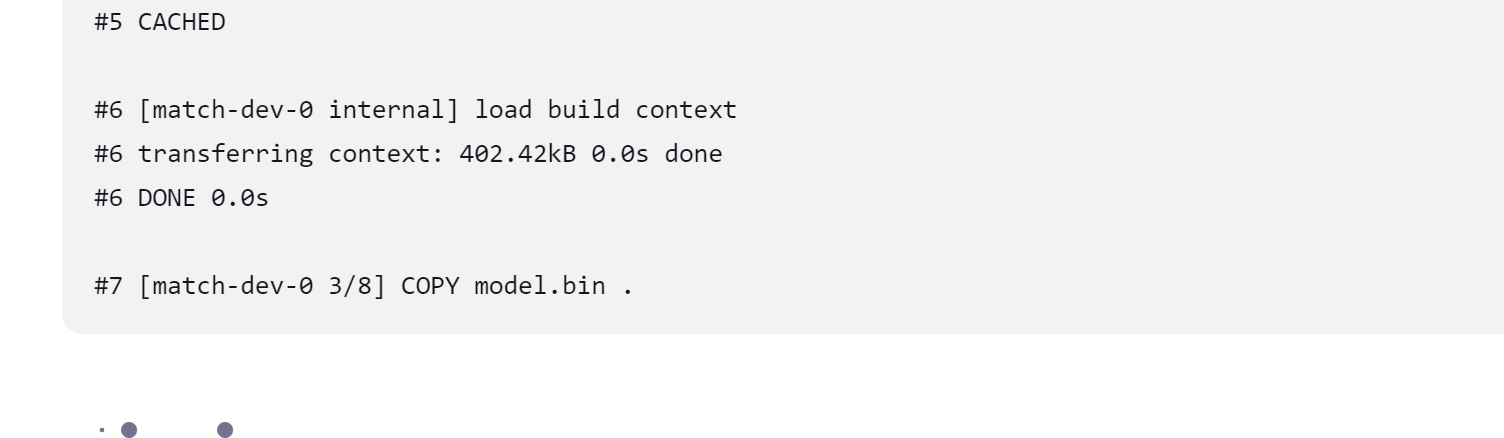 #5 CACHED
#6 [match-dev-0 internal] load build context
#6 transferring context: 402.42kB 0.0s done
#6 DONE 0.0s
#7 [match-dev-0 3/8] COPY model.bin .